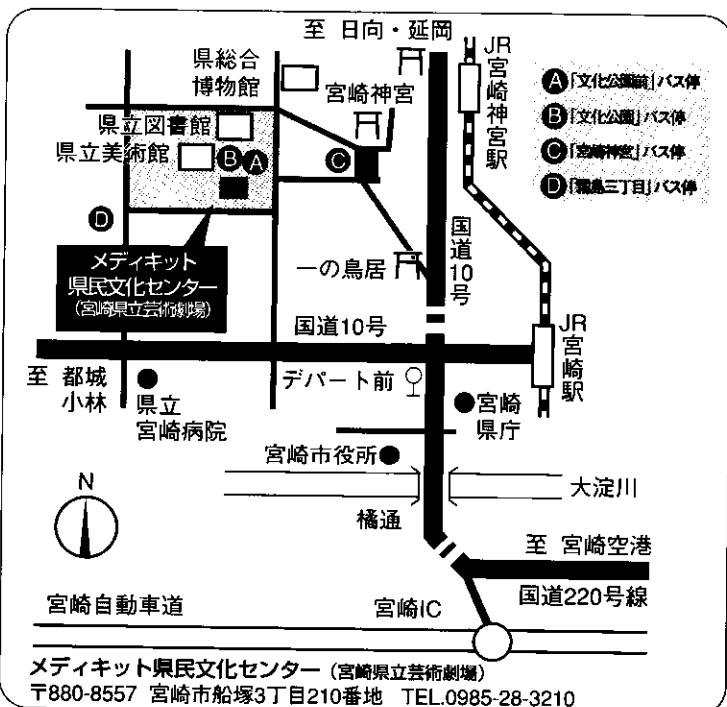 至 日向・延岡
県総合
博物館
宮崎神宮
JR宮崎神宮駅
県立図書館
県立美術館
B
A
C
D
A 「文化公園前」バス停
B 「文化公園」バス停
C 「宮崎神宮」バス停
D 「霧島三丁目」バス停
メディキット
県民文化センター
(宮崎県立芸術劇場)
一の鳥居
国道10号
国道10号
JR宮崎駅
至 都城
小林
県立
宮崎病院
デパート前
宮崎
県庁
宮崎市役所
大淀川
橘通
N
至 宮崎空港
国道220号線
宮崎自動車道
宮崎IC
メディキット県民文化センター (宮崎県立芸術劇場)
〒880-8557 宮崎市船塚3丁目210番地 TEL.0985-28-3210